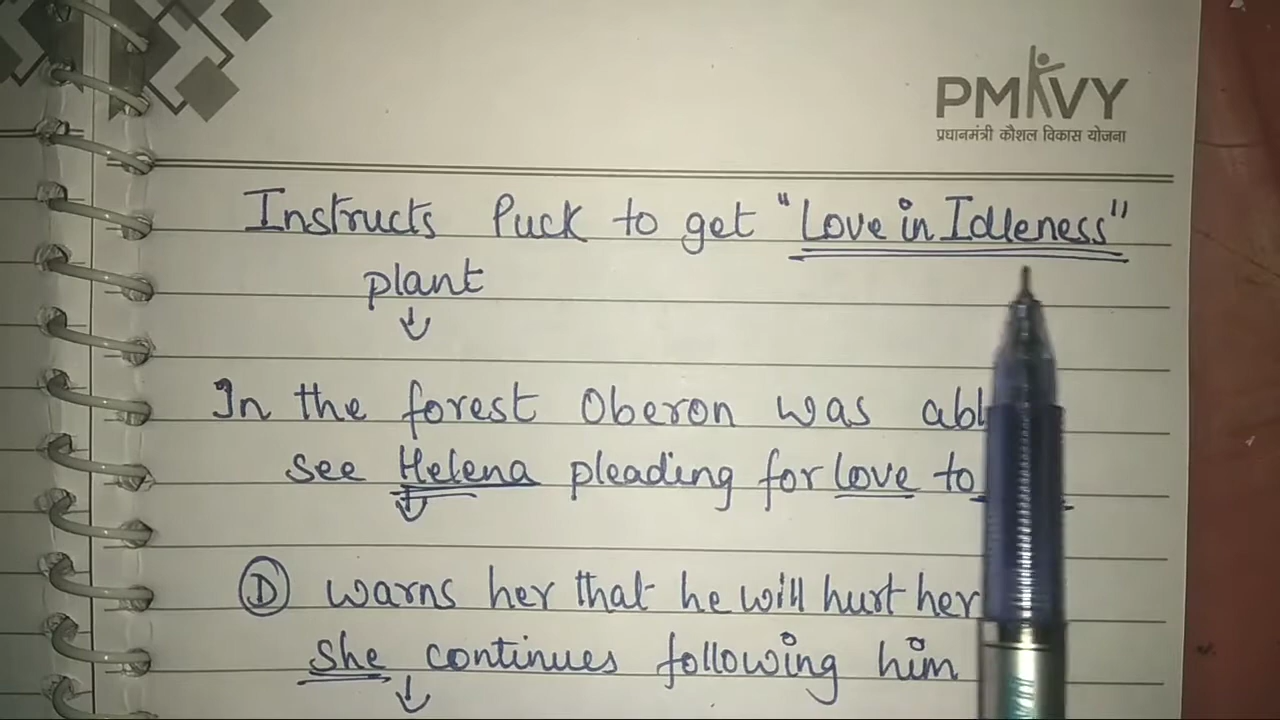 PMKVY
प्रधानमंत्री कौशल विकास योजना
Instructs Puck to get "Love in Idleness"
plant
↓
In the forest Oberon was
see Helena pleading for love to
↓
Ⓓ warns her that he will hurt her
she continues following him
↓